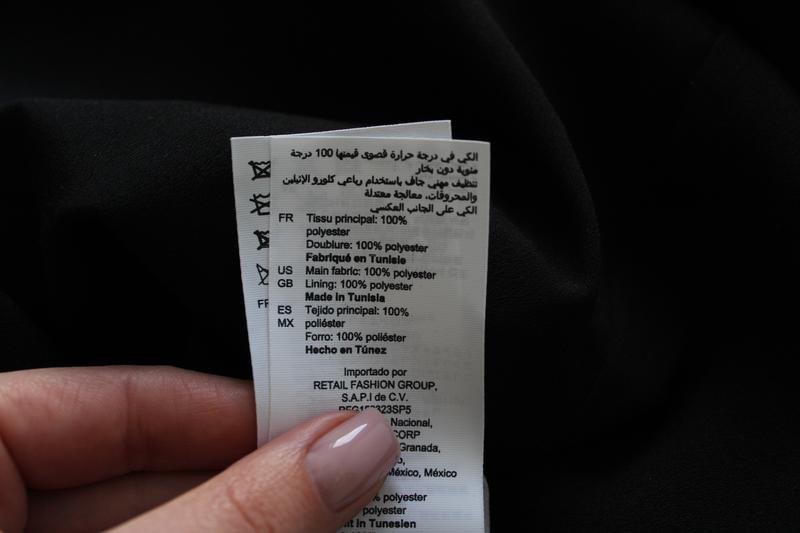 الكي في درجة حرارة قصوى قيمتها 100 درجة
مئوية دون بخار
تنظيف مهني جاف باستخدام رباعي كلورو الإثيلين
والمحروقات، معالجة معتدلة
الكي على الجانب العكسي
FR Tissu principal: 100%
polyester
Doublure: 100% polyester
Fabriqué en Tunisie
US Main fabric: 100% polyester
GB Lining: 100% polyester
Made in Tunisia
ES Tejido principal: 100%
MX poliéster
Forro: 100% poliéster
Hecho en Túnez
Importado por
RETAIL FASHION GROUP,
S.A.P.I de C.V.
Nacional,
CORP
Granada,
México, México
% polyester
polyester
in Tunesien
FR